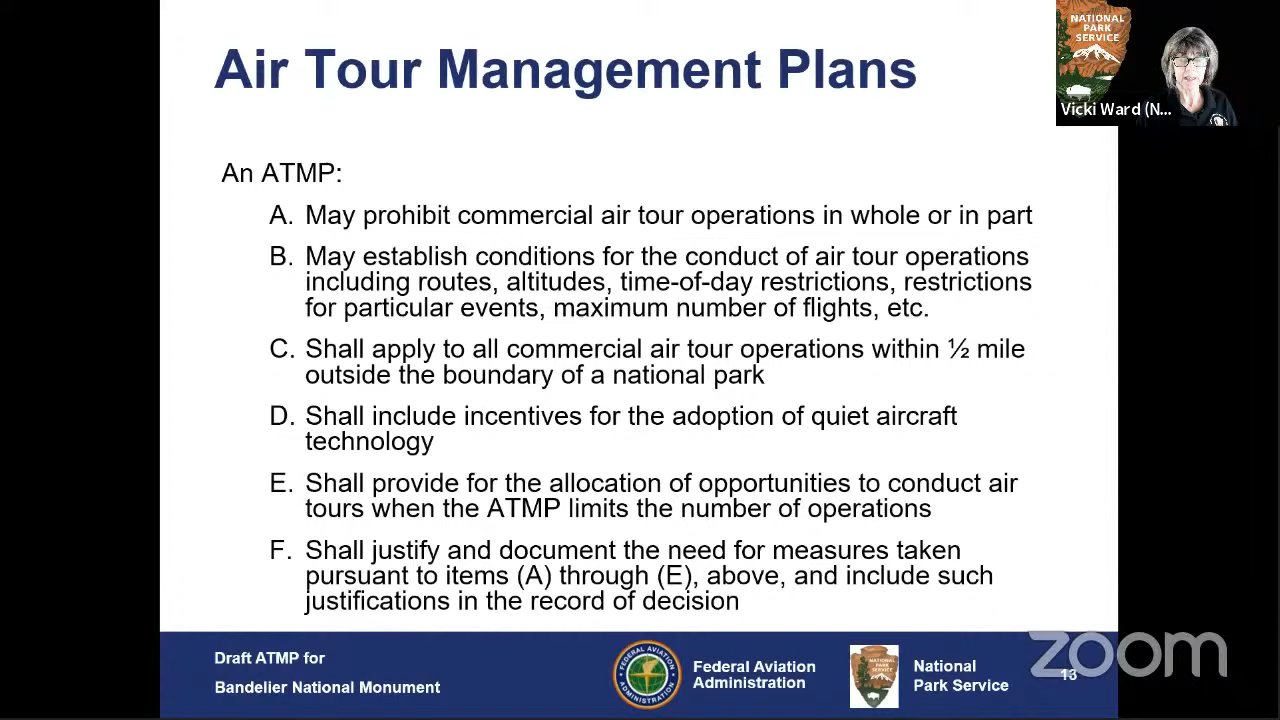 Air Tour Management Plans
NATIONAL
PARK
SERVICE
Vicki Ward (N...
An ATMP:
A. May prohibit commercial air tour operations in whole or in part
B. May establish conditions for the conduct of air tour operations
including routes, altitudes, time-of-day restrictions, restrictions
for particular events, maximum number of flights, etc.
C. Shall apply to all commercial air tour operations within ½ mile
outside the boundary of a national park
D. Shall include incentives for the adoption of quiet aircraft
technology
E. Shall provide for the allocation of opportunities to conduct air
tours when the ATMP limits the number of operations
F. Shall justify and document the need for measures taken
pursuant to items (A) through (E), above, and include such
justifications in the record of decision
Draft ATMP for
Bandelier National Monument
FEDERAL AVIATION
ADMINISTRATION
Federal Aviation
Administration
NATIONAL
PARK
SERVICE
National
Park Service
13
zoom